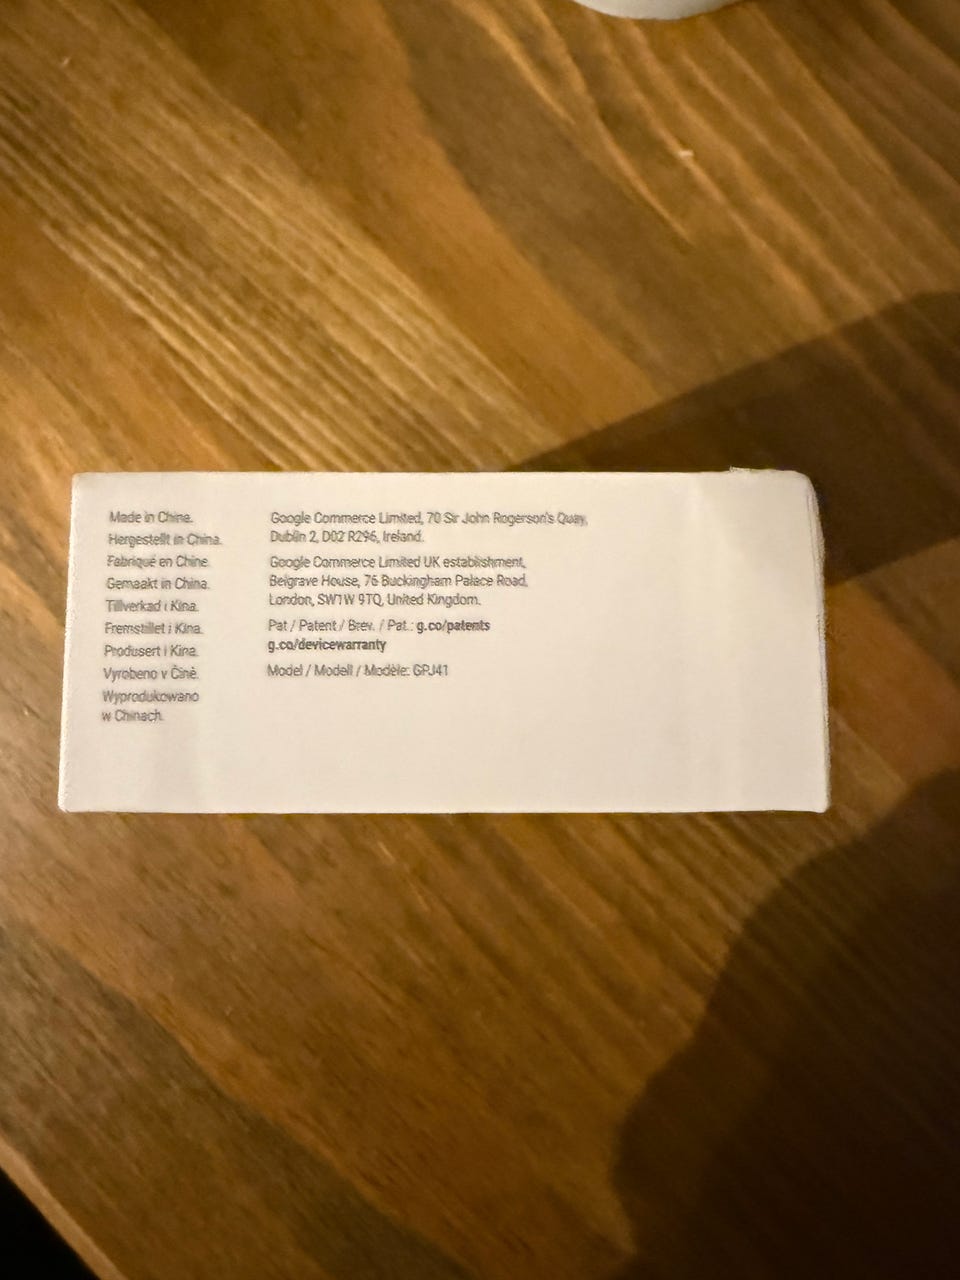 Made in China.
Hergestellt in China.
Fabriqué en Chine.
Gemaakt in China.
Tillverkad i Kina.
Fremstillet i Kina.
Produsert i Kina.
Vyrobeno v Číně.
Wyprodukowano
w Chinach.
Google Commerce Limited, 70 Sir John Rogerson's Quay,
Dublin 2, D02 R296, Ireland.
Google Commerce Limited UK establishment,
Belgrave House, 76 Buckingham Palace Road,
London, SW1W 9TQ, United Kingdom.
Pat / Patent / Brev. / Pat.: g.co/patents
g.co/devicewarranty
Model / Modell / Modèle: GPJ41